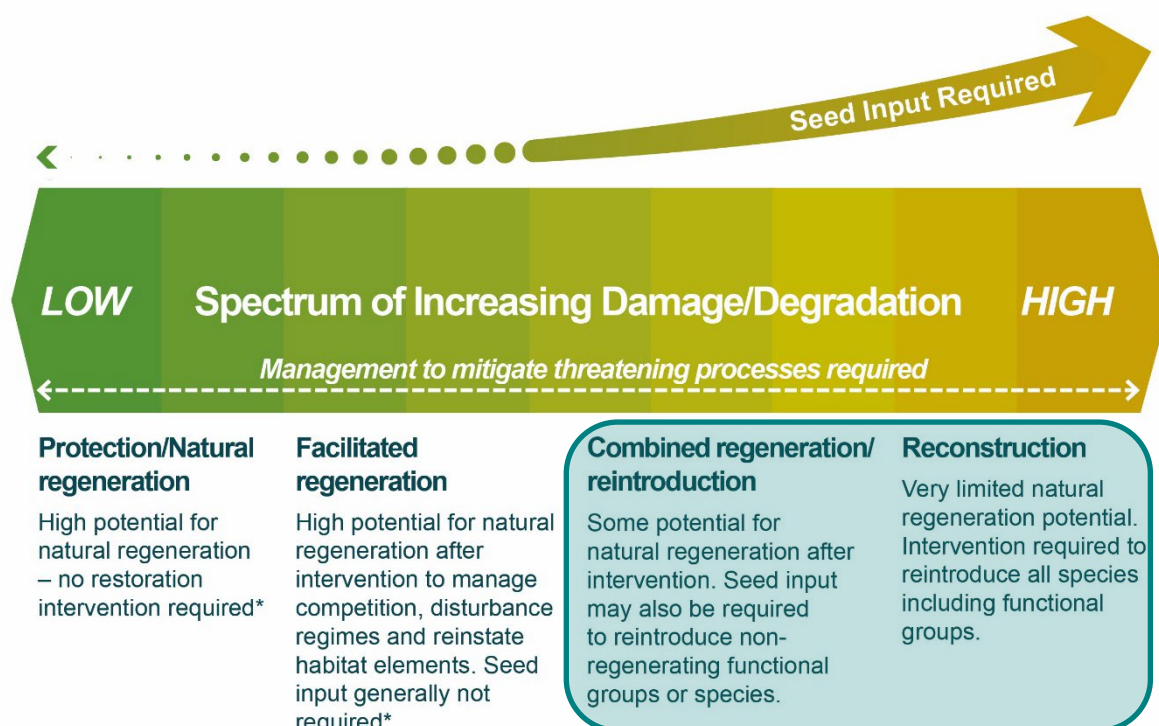 Seed Input Required
LOW
Spectrum of Increasing Damage/Degradation
HIGH
Management to mitigate threatening processes required
Protection/Natural
regeneration
High potential for
natural regeneration
– no restoration
intervention required*
Facilitated
regeneration
High potential for natural
regeneration after
intervention to manage
competition, disturbance
regimes and reinstate
habitat elements. Seed
input generally not
required*
Combined regeneration/
reintroduction
Some potential for
natural regeneration after
intervention. Seed input
may also be required
to reintroduce non-
regenerating functional
groups or species.
Reconstruction
Very limited natural
regeneration potential.
Intervention required to
reintroduce all species
including functional
groups.